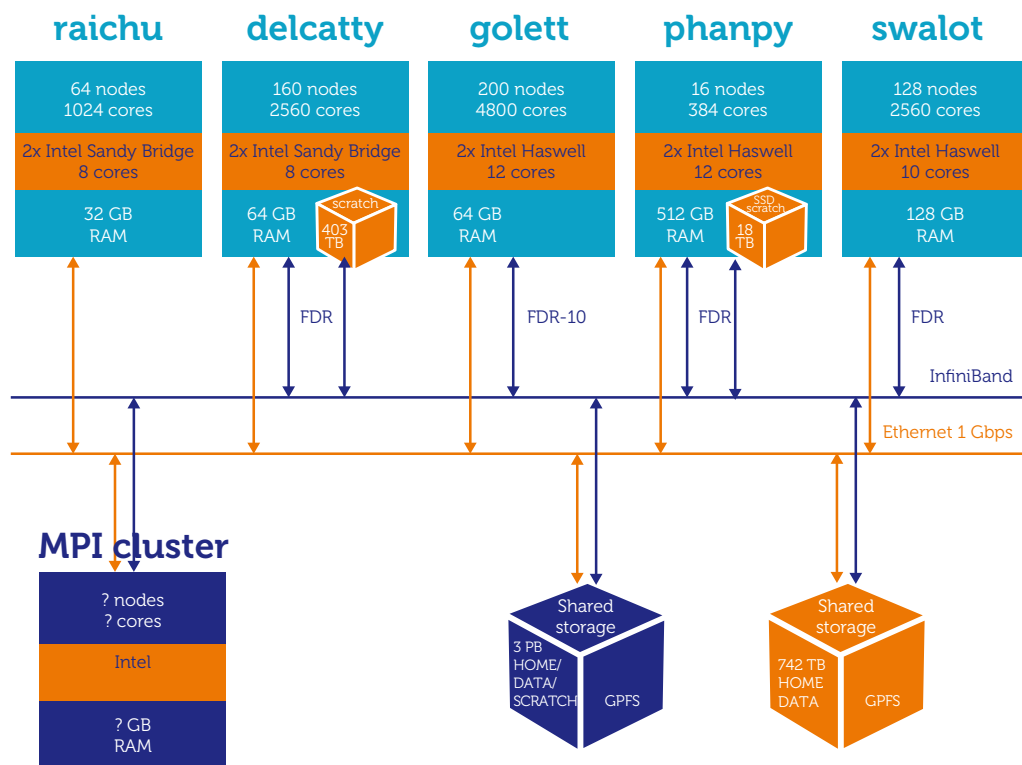 raichu
64 nodes
1024 cores
2x Intel Sandy Bridge
8 cores
32 GB
RAM
delcatty
160 nodes
2560 cores
2x Intel Sandy Bridge
8 cores
64 GB
RAM
scratch
403
TB
golett
200 nodes
4800 cores
2x Intel Haswell
12 cores
64 GB
RAM
phanpy
16 nodes
384 cores
2x Intel Haswell
12 cores
512 GB
RAM
SSD
scratch
18
TB
swalot
128 nodes
2560 cores
2x Intel Haswell
10 cores
128 GB
RAM
FDR
FDR-10
FDR
FDR
InfiniBand
Ethernet 1 Gbps
MPI cluster
? nodes
? cores
Intel
? GB
RAM
Shared
storage
3 PB
HOME/
DATA/
SCRATCH
GPFS
Shared
storage
742 TB
HOME
DATA
GPFS